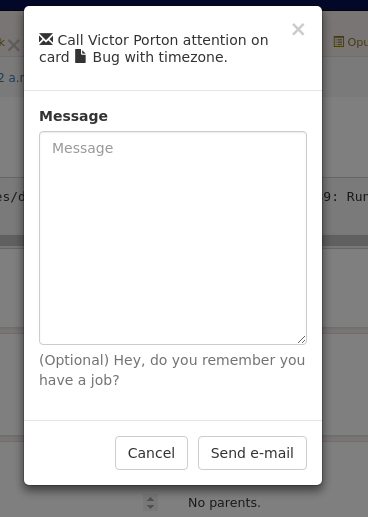 ×
Call Victor Porton attention on
card Bug with timezone.
Message
Message
(Optional) Hey, do you remember you
have a job?
Cancel Send e-mail
No parents.